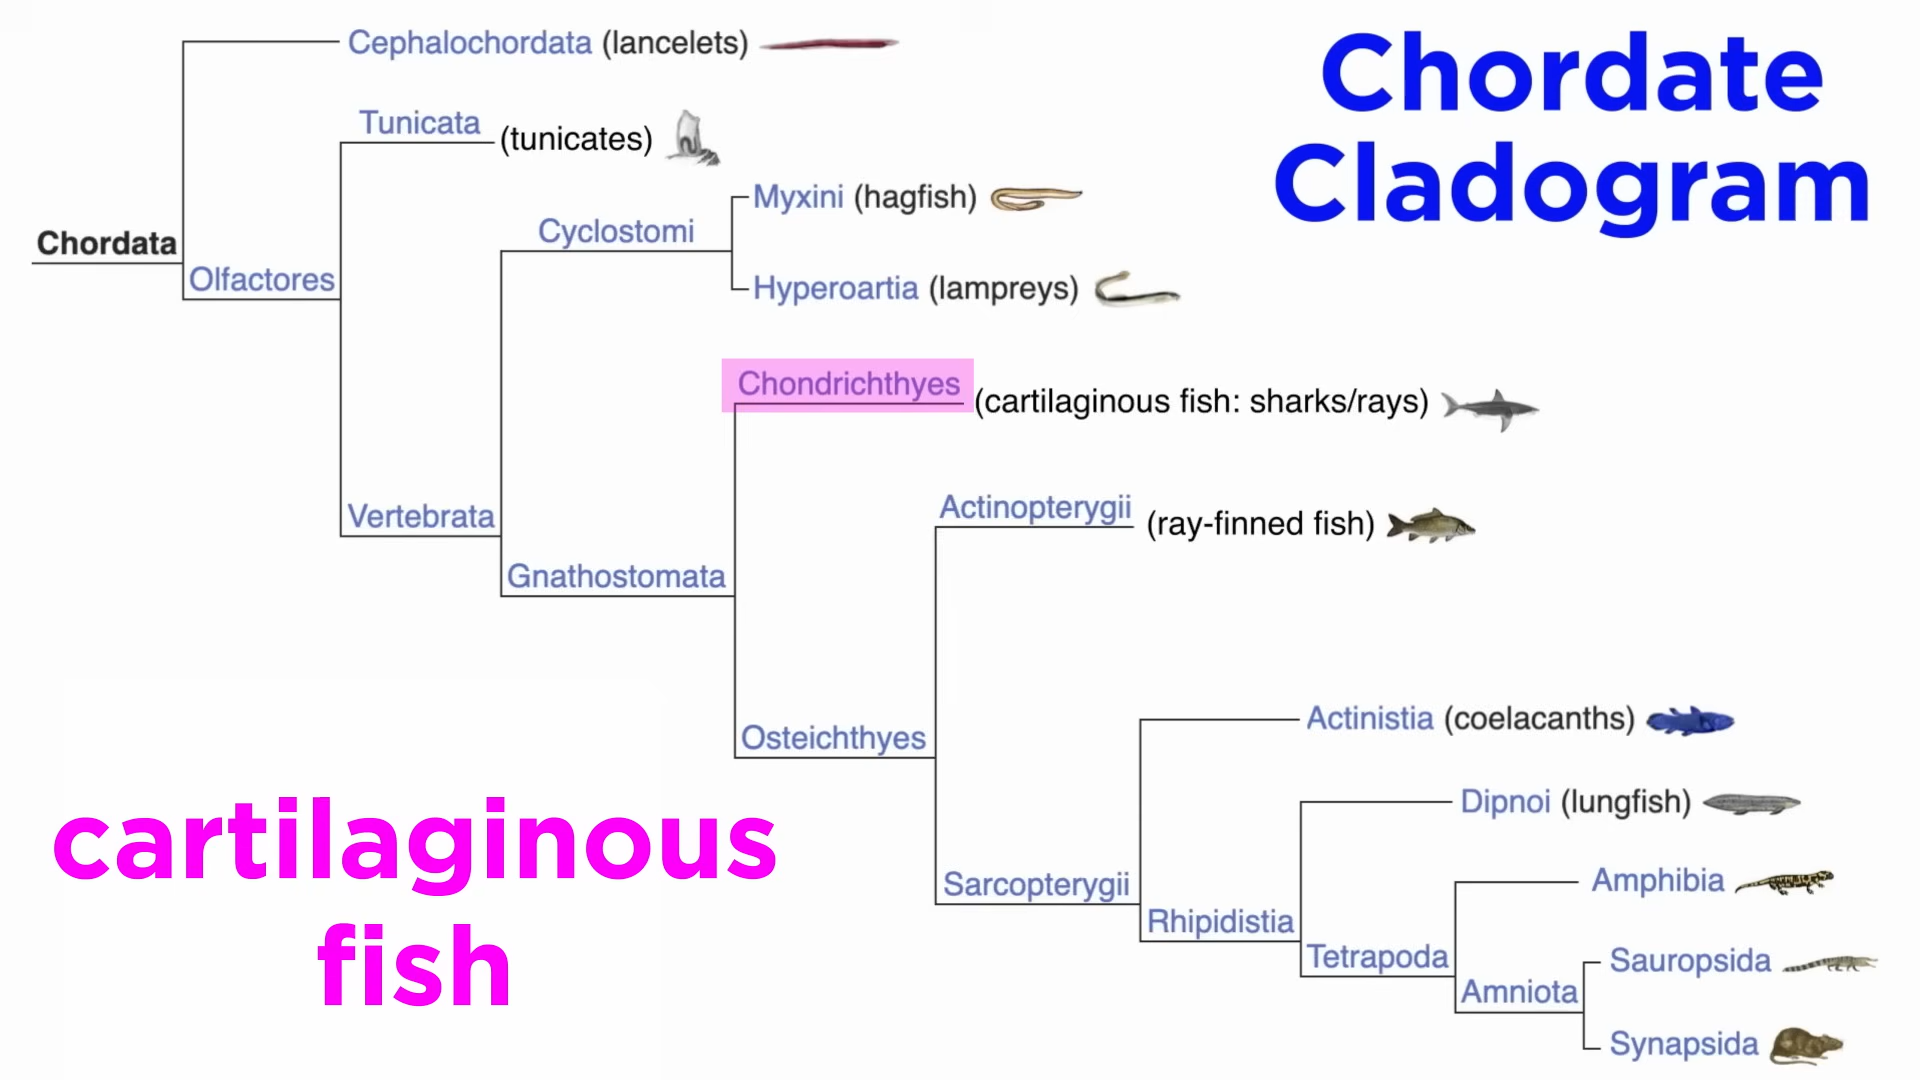 Chordate
Cladogram
Cephalochordata (lancelets)
Tunicata (tunicates)
Myxini (hagfish)
Cyclostomi
Chordata
Olfactores
Hyperoartia (lampreys)
Chondrichthyes (cartilaginous fish: sharks/rays)
Vertebrata
Actinopterygii (ray-finned fish)
Gnathostomata
Osteichthyes
Actinistia (coelacanths)
Dipnoi (lungfish)
Sarcopterygii
Amphibia
Rhipidistia
Tetrapoda
Sauropsida
Amniota
Synapsida
cartilaginous
fish